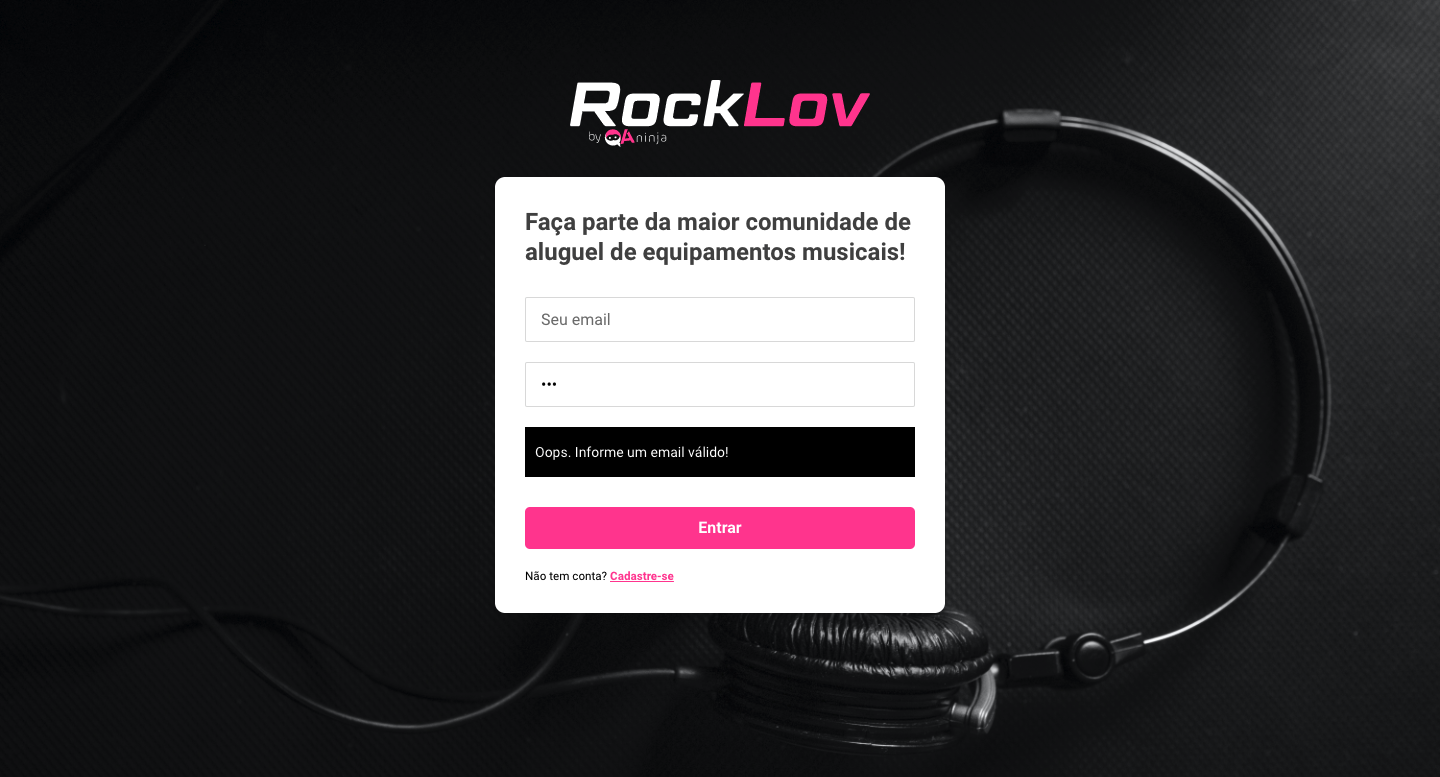 RockLov
by QAninja
Faça parte da maior comunidade de
aluguel de equipamentos musicais!
Seu email
•••
Oops. Informe um email válido!
Entrar
Não tem conta? Cadastre-se